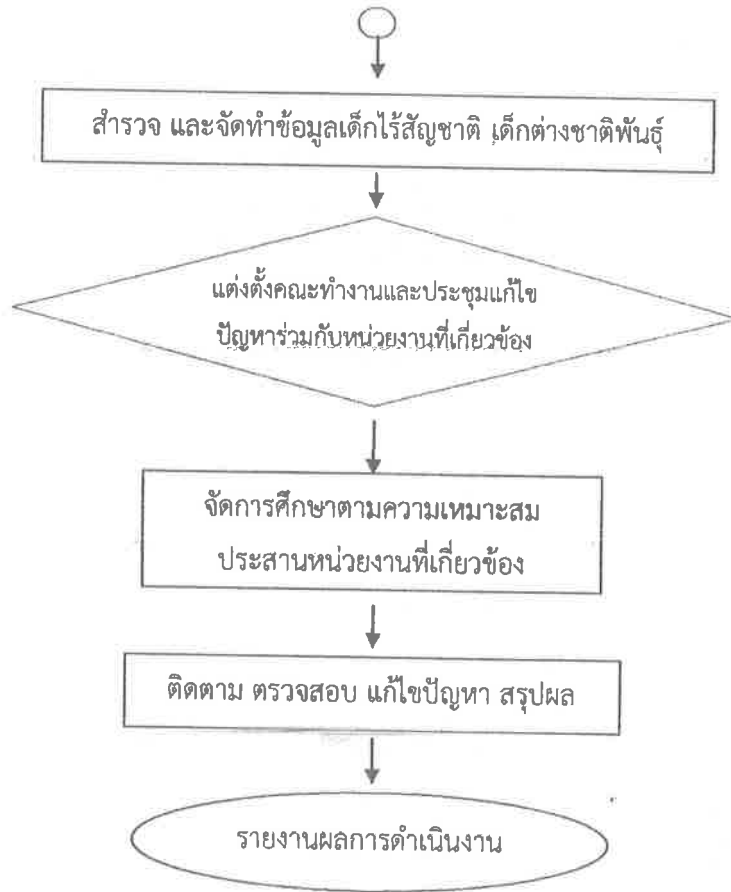 สำรวจ และจัดทำข้อมูลเด็กไร้สัญชาติ เด็กต่างชาติพันธุ์
แต่งตั้งคณะทำงานและประชุมแก้ไข
ปัญหาร่วมกับหน่วยงานที่เกี่ยวข้อง
จัดการศึกษาตามความเหมาะสม
ประสานหน่วยงานที่เกี่ยวข้อง
ติดตาม ตรวจสอบ แก้ไขปัญหา สรุปผล
รายงานผลการดำเนินงาน